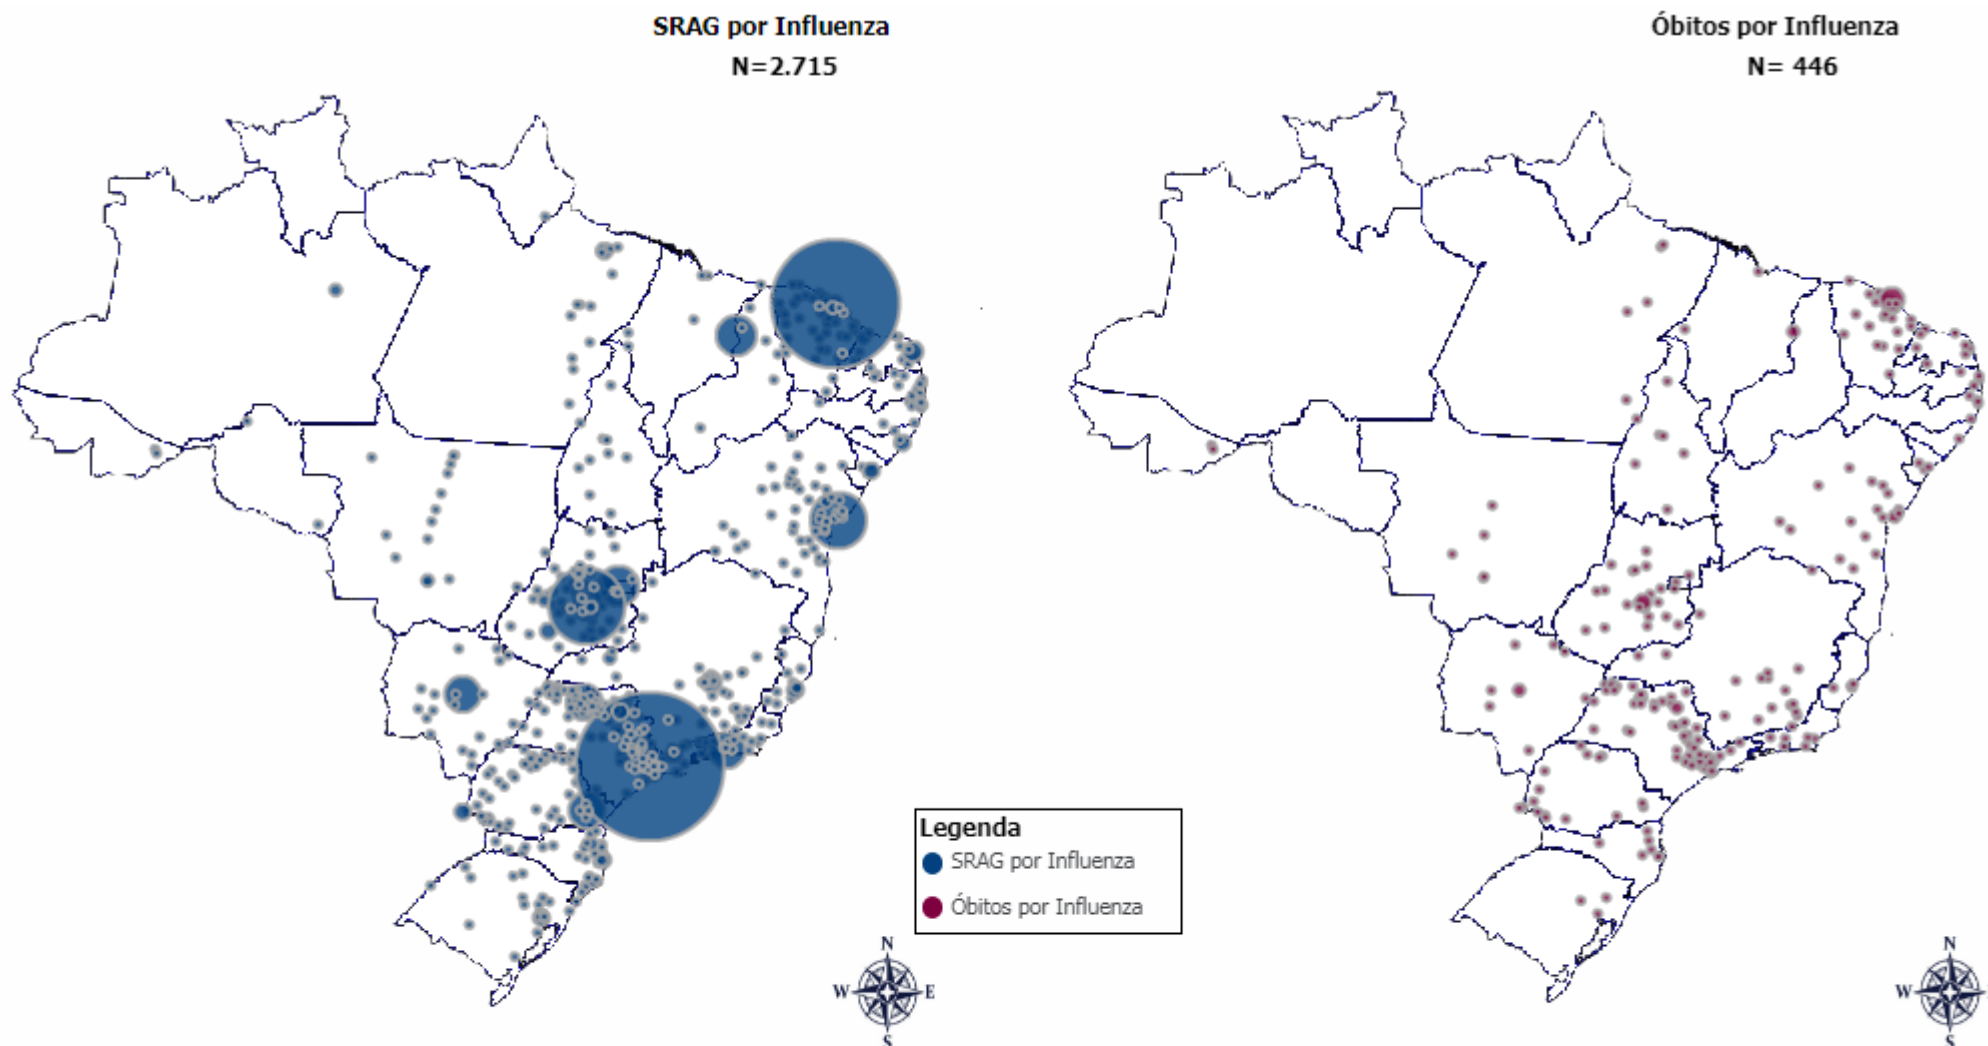 SRAG por Influenza
N=2.715
Óbitos por Influenza
N= 446
Legenda
SRAG por Influenza
Óbitos por Influenza
N
W E
S
N
W
S